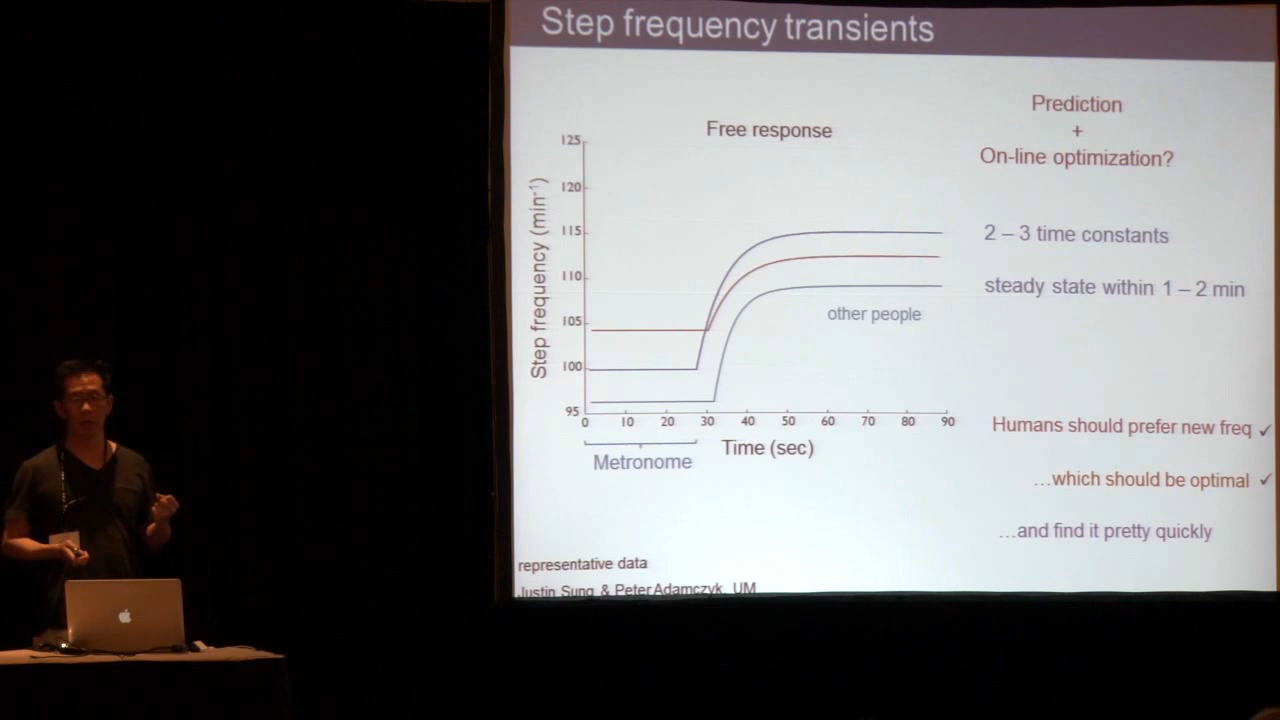 Step frequency transients
Prediction
+
On-line optimization?
Free response
125
120
115
110
105
100
95
Step frequency (min-1)
0 10 20 30 40 50 60 70 80 90
Time (sec)
Metronome
other people
2 – 3 time constants
steady state within 1 – 2 min
Humans should prefer new freq ✓
…which should be optimal ✓
…and find it pretty quickly
representative data
Justin Sung & Peter Adamczyk, UM